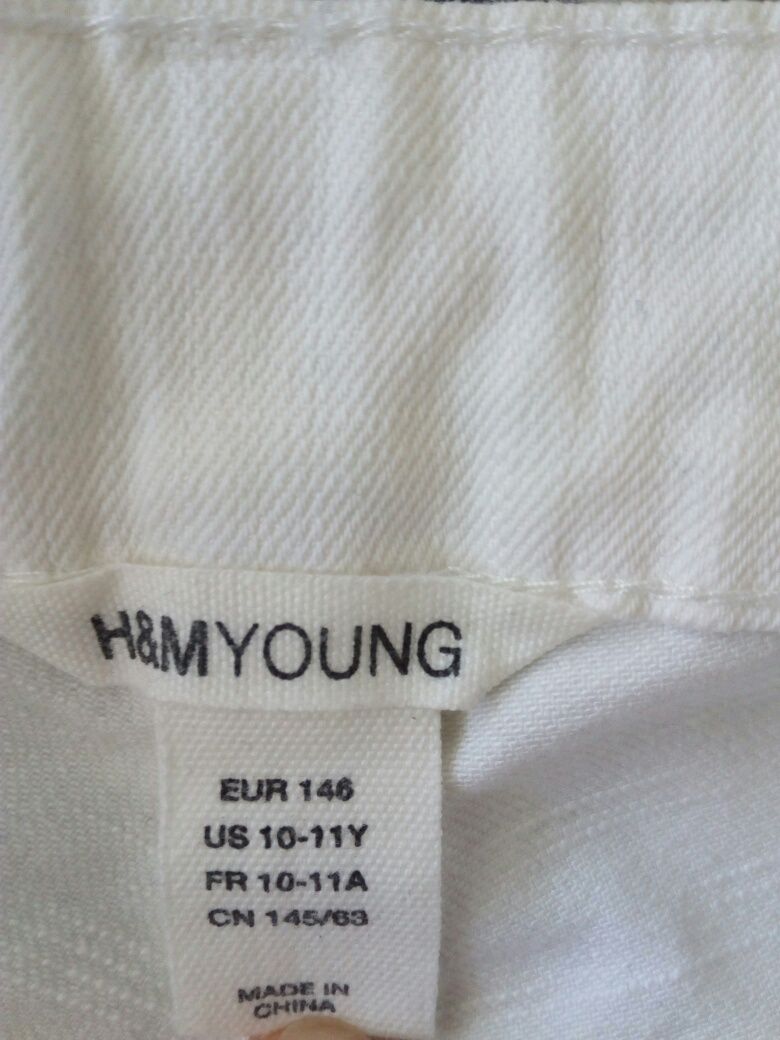 H&MYOUNG
EUR 146
US 10-11Y
FR 10-11A
CN 145/63
MADE IN
CHINA